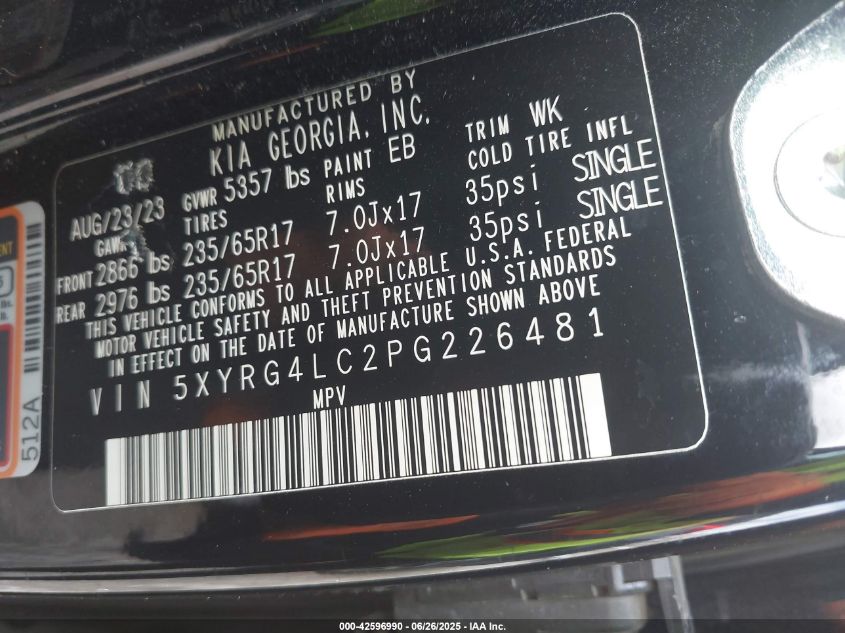 MANUFACTURED BY
KIA GEORGIA, INC.
AUG/23/23 GVWR 5357 lbs PAINT EB TRIM WK
TIRES RIMS COLD TIRE INFL
FRONT 2866 lbs 235/65R17 7.0Jx17 35psi SINGLE
REAR 2976 lbs 235/65R17 7.0Jx17 35psi SINGLE
THIS VEHICLE CONFORMS TO ALL APPLICABLE U.S.A. FEDERAL
MOTOR VEHICLE SAFETY AND THEFT PREVENTION STANDARDS
IN EFFECT ON THE DATE OF MANUFACTURE SHOWN ABOVE
VIN 5XYRG4LC2PG226481
MPV
512A
000-42596990 - 06/26/2025 - IAA Inc.